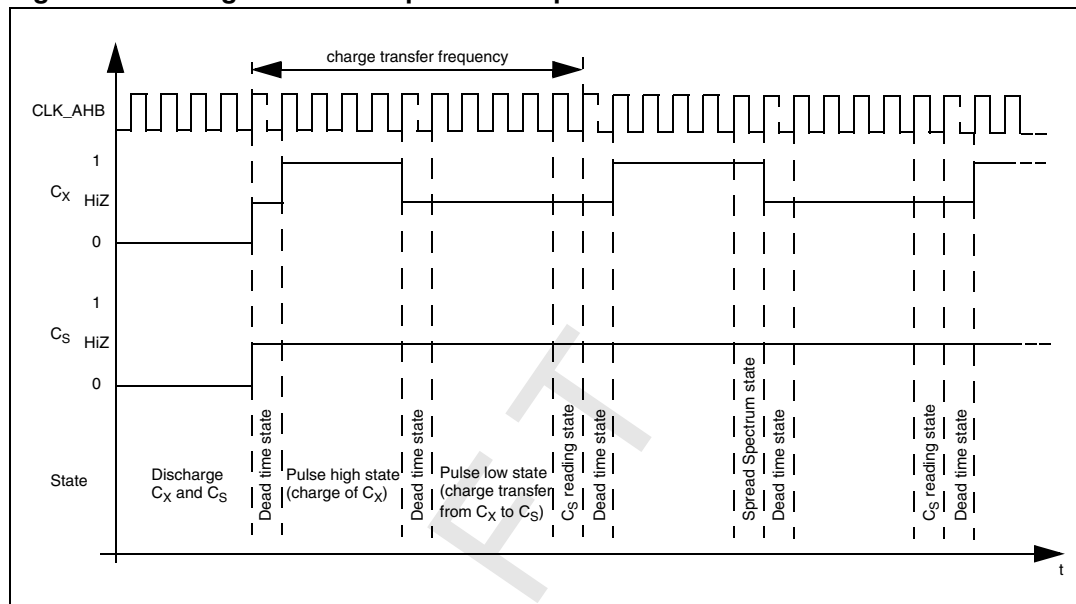 charge transfer frequency
CLK_AHB
1
CX HiZ
0
1
CS HiZ
0
State
Discharge
CX and CS
Dead time state
Pulse high state
(charge of CX)
Dead time state
Pulse low state
(charge transfer
from CX to CS)
CS reading state
Dead time state
Spread Spectrum state
Dead time state
CS reading state
Dead time state
t
FT